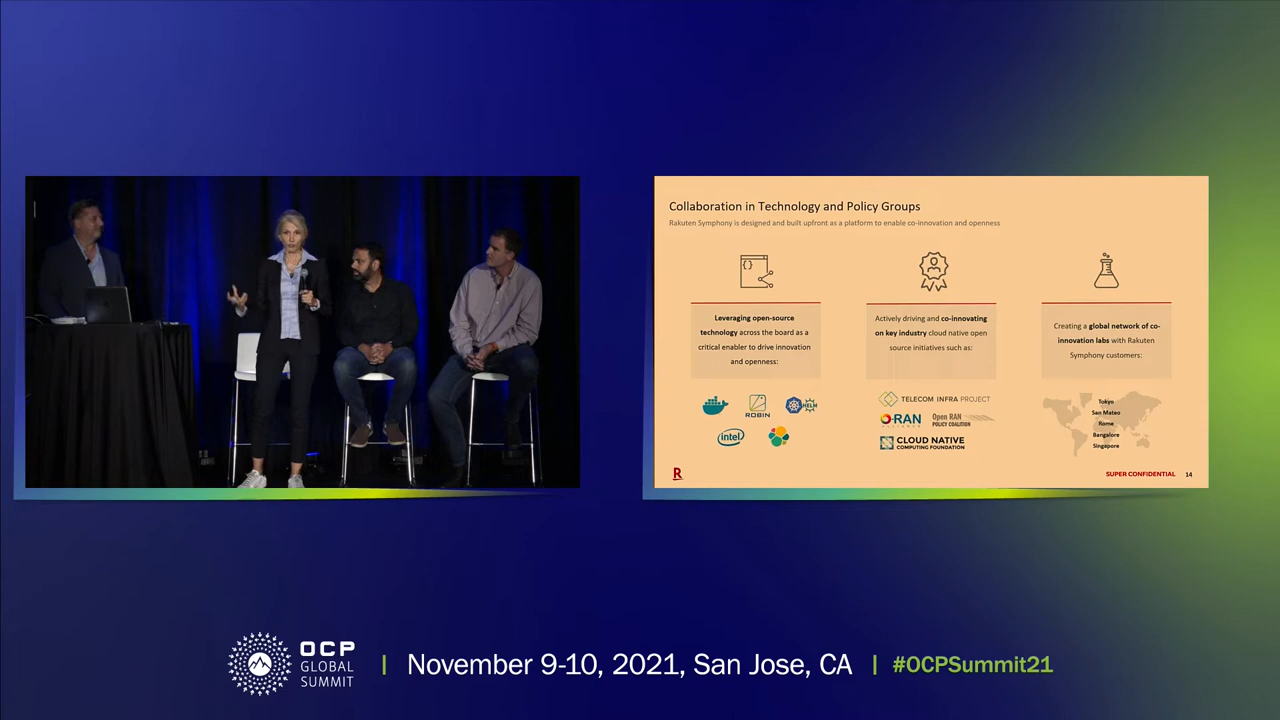 Collaboration in Technology and Policy Groups
Rakuten Symphony is designed and built upfront as a platform to enable co-innovation and openness
Leveraging open-source
technology across the board as a
critical enabler to drive innovation
and openness:
Actively driving and co-innovating
on key industry cloud native open
source initiatives such as:
Creating a global network of co-
innovation labs with Rakuten
Symphony customers:
ROBIN
HELM
intel
TELECOM INFRA PROJECT
O-RAN
ALLIANCE
Open RAN
POLICY COALITION
CLOUD NATIVE
COMPUTING FOUNDATION
Tokyo
San Mateo
Rome
Bangalore
Singapore
R
SUPER CONFIDENTIAL 14
OCP
GLOBAL
SUMMIT
| November 9-10, 2021, San Jose, CA | #OCPSummit21